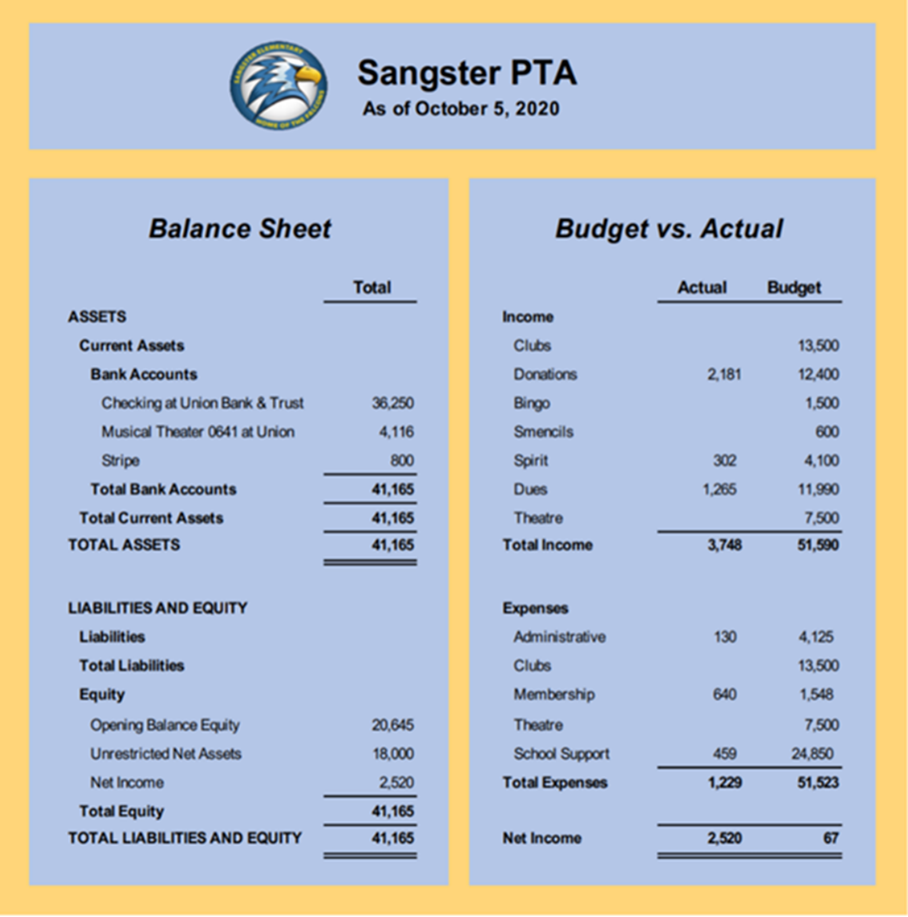 SANGSTER ELEMENTARY
HOME OF THE FALCONS
Sangster PTA
As of October 5, 2020
Balance Sheet
Total
ASSETS
Current Assets
Bank Accounts
Checking at Union Bank & Trust 36,250
Musical Theater 0641 at Union 4,116
Stripe 800
Total Bank Accounts 41,165
Total Current Assets 41,165
TOTAL ASSETS 41,165
LIABILITIES AND EQUITY
Liabilities
Total Liabilities
Equity
Opening Balance Equity 20,645
Unrestricted Net Assets 18,000
Net Income 2,520
Total Equity 41,165
TOTAL LIABILITIES AND EQUITY 41,165
Budget vs. Actual
Actual Budget
Income
Clubs 13,500
Donations 2,181 12,400
Bingo 1,500
Smencils 600
Spirit 302 4,100
Dues 1,265 11,990
Theatre 7,500
Total Income 3,748 51,590
Expenses
Administrative 130 4,125
Clubs 13,500
Membership 640 1,548
Theatre 7,500
School Support 459 24,850
Total Expenses 1,229 51,523
Net Income 2,520 67